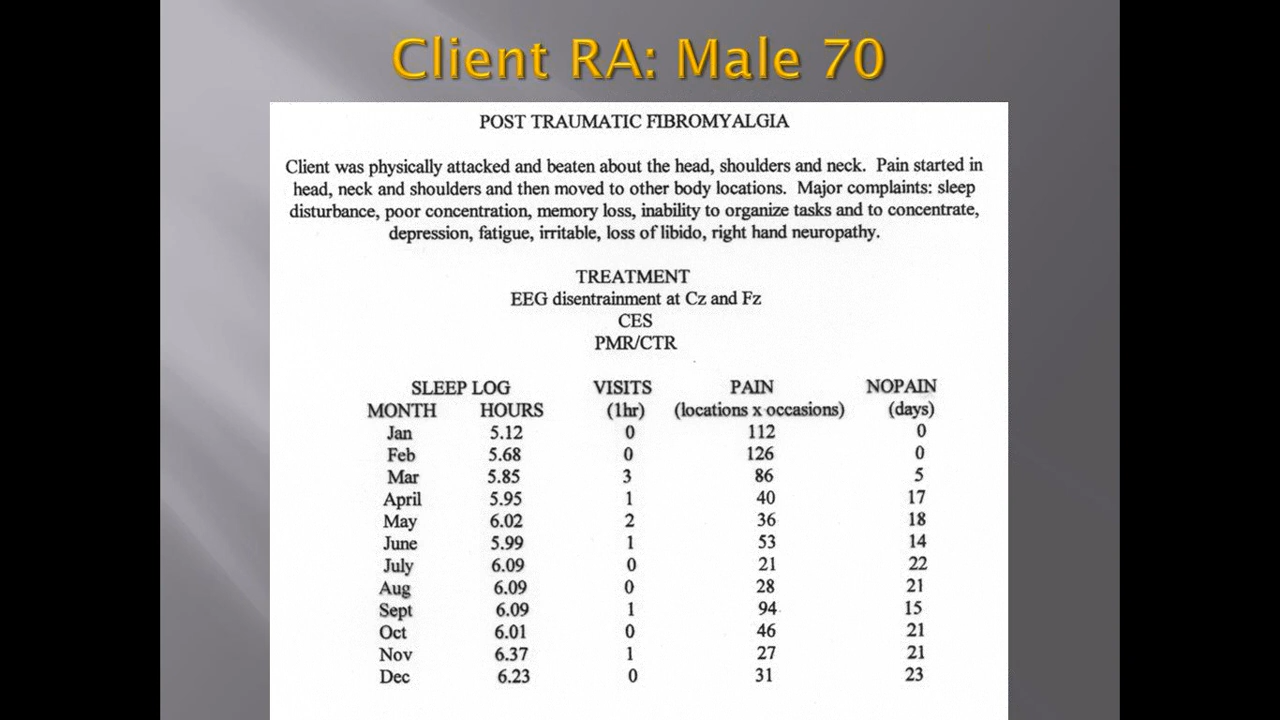 Client RA: Male 70
POST TRAUMATIC FIBROMYALGIA
Client was physically attacked and beaten about the head, shoulders and neck. Pain started in
head, neck and shoulders and then moved to other body locations. Major complaints: sleep
disturbance, poor concentration, memory loss, inability to organize tasks and to concentrate,
depression, fatigue, irritable, loss of libido, right hand neuropathy.
TREATMENT
EEG disentrainment at Cz and Fz
CES
PMR/CTR
SLEEP LOG VISITS PAIN NOPAIN
MONTH HOURS (1hr) (locations x occasions) (days)
Jan 5.12 0 112 0
Feb 5.68 0 126 0
Mar 5.85 3 86 5
April 5.95 1 40 17
May 6.02 2 36 18
June 5.99 1 53 14
July 6.09 0 21 22
Aug 6.09 0 28 21
Sept 6.09 1 94 15
Oct 6.01 0 46 21
Nov 6.37 1 27 21
Dec 6.23 0 31 23